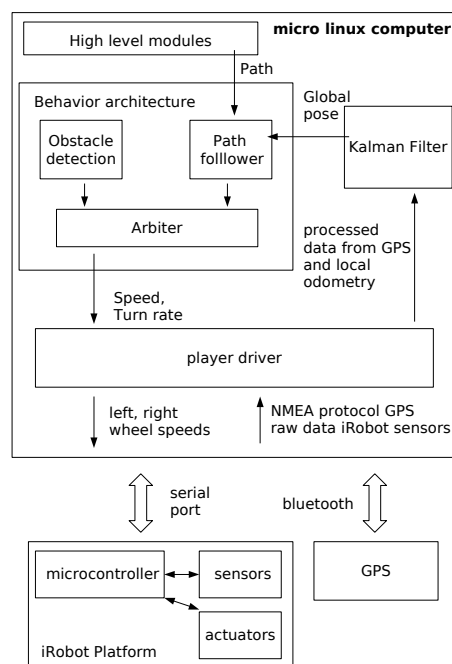 micro linux computer
High level modules
Path
Behavior architecture
Global
pose
Obstacle
detection
Path
folllower
Kalman Filter
Arbiter
processed
data from GPS
and local
odometry
Speed,
Turn rate
player driver
left, right
wheel speeds
NMEA protocol GPS
raw data iRobot sensors
serial
port
bluetooth
microcontroller
sensors
GPS
actuators
iRobot Platform